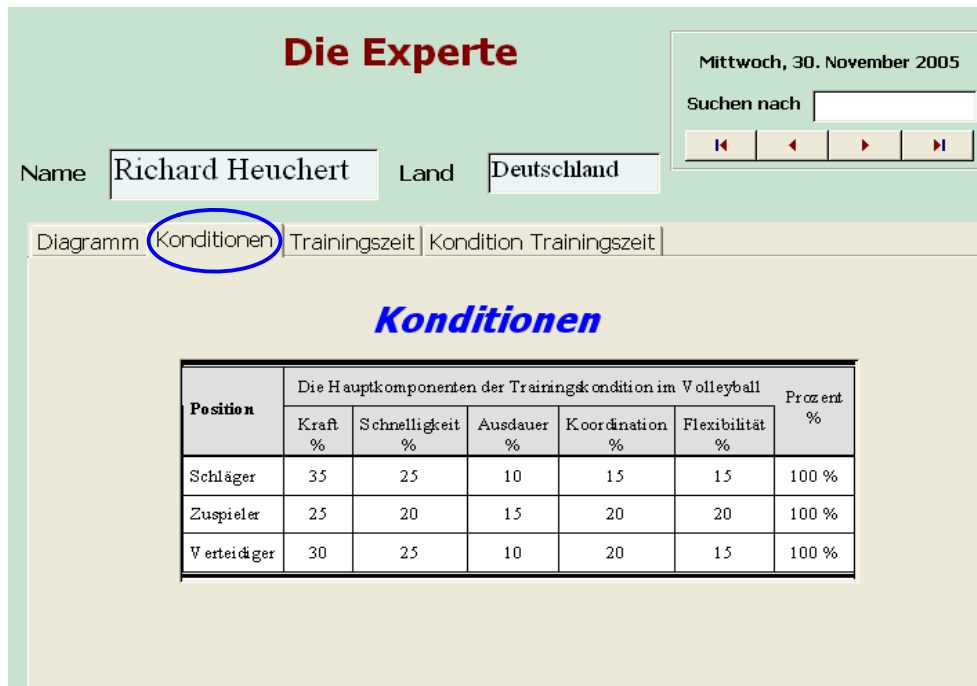 Die Experte
Mittwoch, 30. November 2005
Suchen nach
Name Richard Heuchert Land Deutschland
Diagramm Konditionen Trainingszeit Kondition Trainingszeit
Konditionen
Position Die Hauptkomponenten der Trainingskondition im Volleyball Prozent %
Kraft % Schnelligkeit % Ausdauer % Koordination % Flexibilität %
Schläger 35 25 10 15 15 100 %
Zuspieler 25 20 15 20 20 100 %
Verteidiger 30 25 10 20 15 100 %